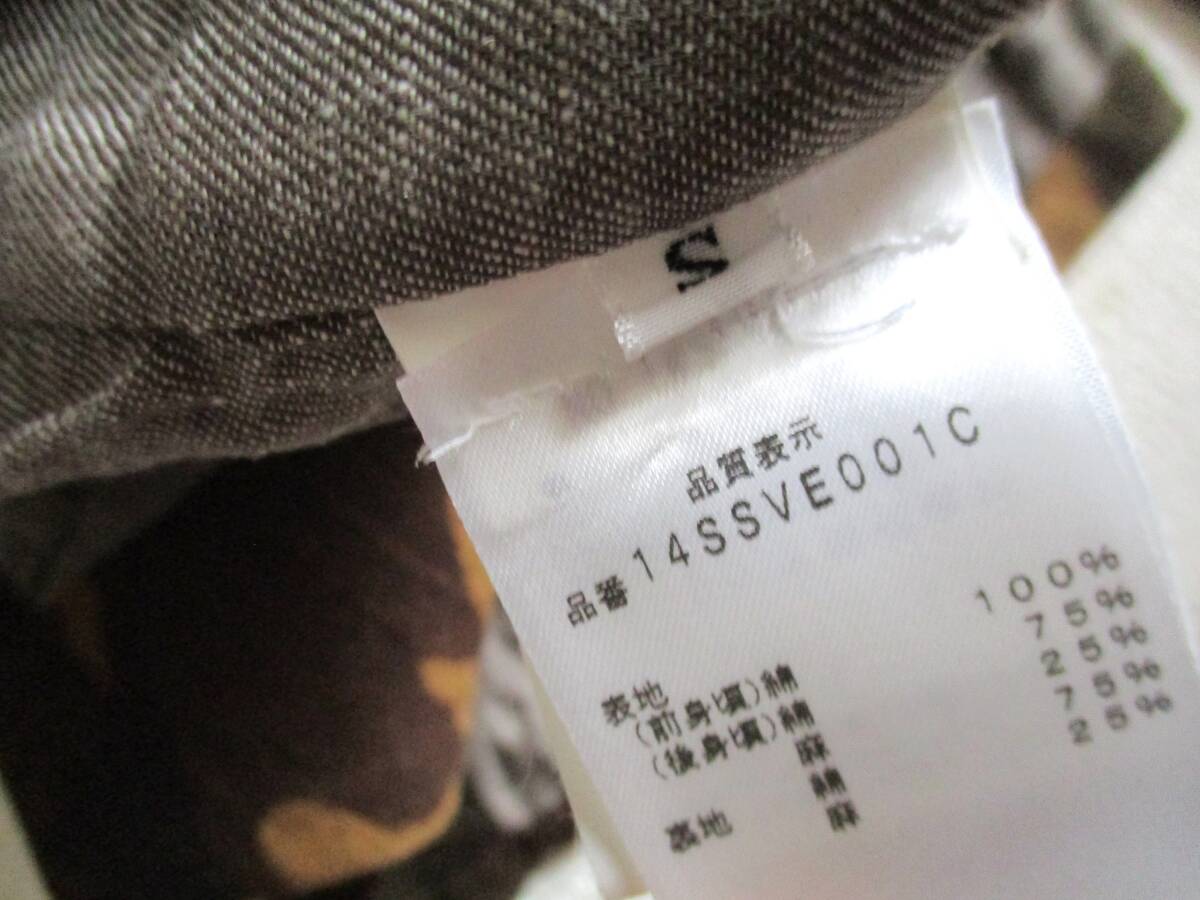 S
品質表示
品番 14SSVE001C
表地
(前身頃)綿 100%
(後身頃)綿 75%
麻 25%
裏地 綿 75%
麻 25%